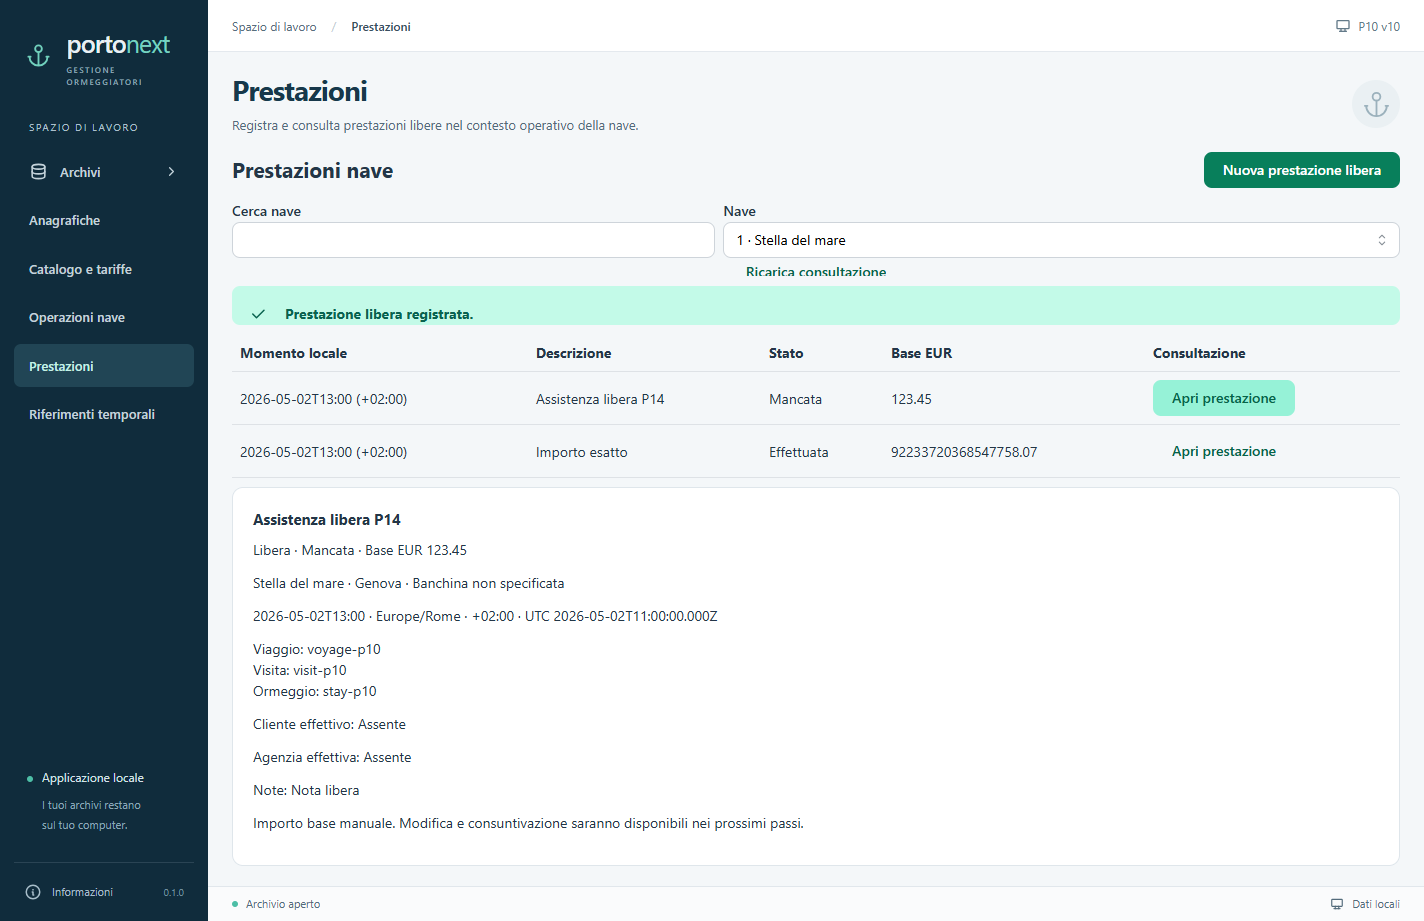 portonext
GESTIONE
ORMEGGIATORI
SPAZIO DI LAVORO
Archivi
Anagrafiche
Catalogo e tariffe
Operazioni nave
Prestazioni
Riferimenti temporali
Applicazione locale
I tuoi archivi restano
sul tuo computer.
Informazioni 0.1.0
Spazio di lavoro / Prestazioni P10 v10
Prestazioni
Registra e consulta prestazioni libere nel contesto operativo della nave.
Prestazioni nave Nuova prestazione libera
Cerca nave Nave
1 · Stella del mare
Ricarica consultazione
Prestazione libera registrata.
Momento locale Descrizione Stato Base EUR Consultazione
2026-05-02T13:00 (+02:00) Assistenza libera P14 Mancata 123.45 Apri prestazione
2026-05-02T13:00 (+02:00) Importo esatto Effettuata 92233720368547758.07 Apri prestazione
Assistenza libera P14
Libera · Mancata · Base EUR 123.45
Stella del mare · Genova · Banchina non specificata
2026-05-02T13:00 · Europe/Rome · +02:00 · UTC 2026-05-02T11:00:00.000Z
Viaggio: voyage-p10
Visita: visit-p10
Ormeggio: stay-p10
Cliente effettivo: Assente
Agenzia effettiva: Assente
Note: Nota libera
Importo base manuale. Modifica e consuntivazione saranno disponibili nei prossimi passi.
Archivio aperto Dati locali